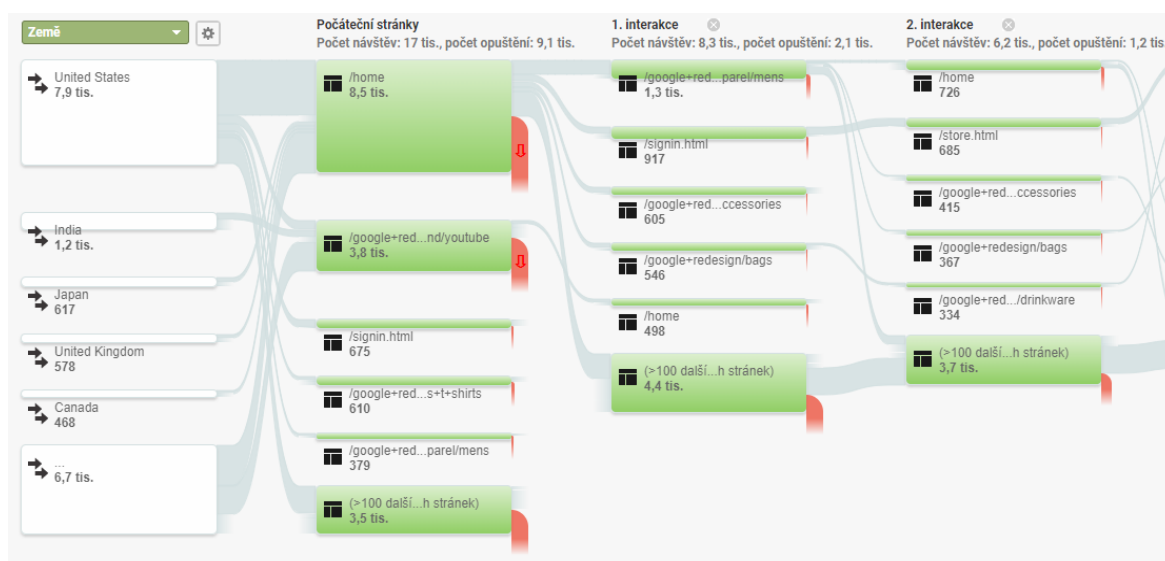 Země
Počáteční stránky
Počet návštěv: 17 tis., počet opuštění: 9,1 tis.
1. interakce
Počet návštěv: 8,3 tis., počet opuštění: 2,1 tis.
2. interakce
Počet návštěv: 6,2 tis., počet opuštění: 1,2 tis
United States
7,9 tis.
India
1,2 tis.
Japan
617
United Kingdom
578
Canada
468
...
6,7 tis.
/home
8,5 tis.
/google+red...nd/youtube
3,8 tis.
/signin.html
675
/google+red...s+t+shirts
610
/google+red...parel/mens
379
(>100 další...h stránek)
3,5 tis.
/google+red...parel/mens
1,3 tis.
/signin.html
917
/google+red...ccessories
605
/google+redesign/bags
546
/home
498
(>100 další...h stránek)
4,4 tis.
/home
726
/store.html
685
/google+red...ccessories
415
/google+redesign/bags
367
/google+red.../drinkware
334
(>100 další...h stránek)
3,7 tis.